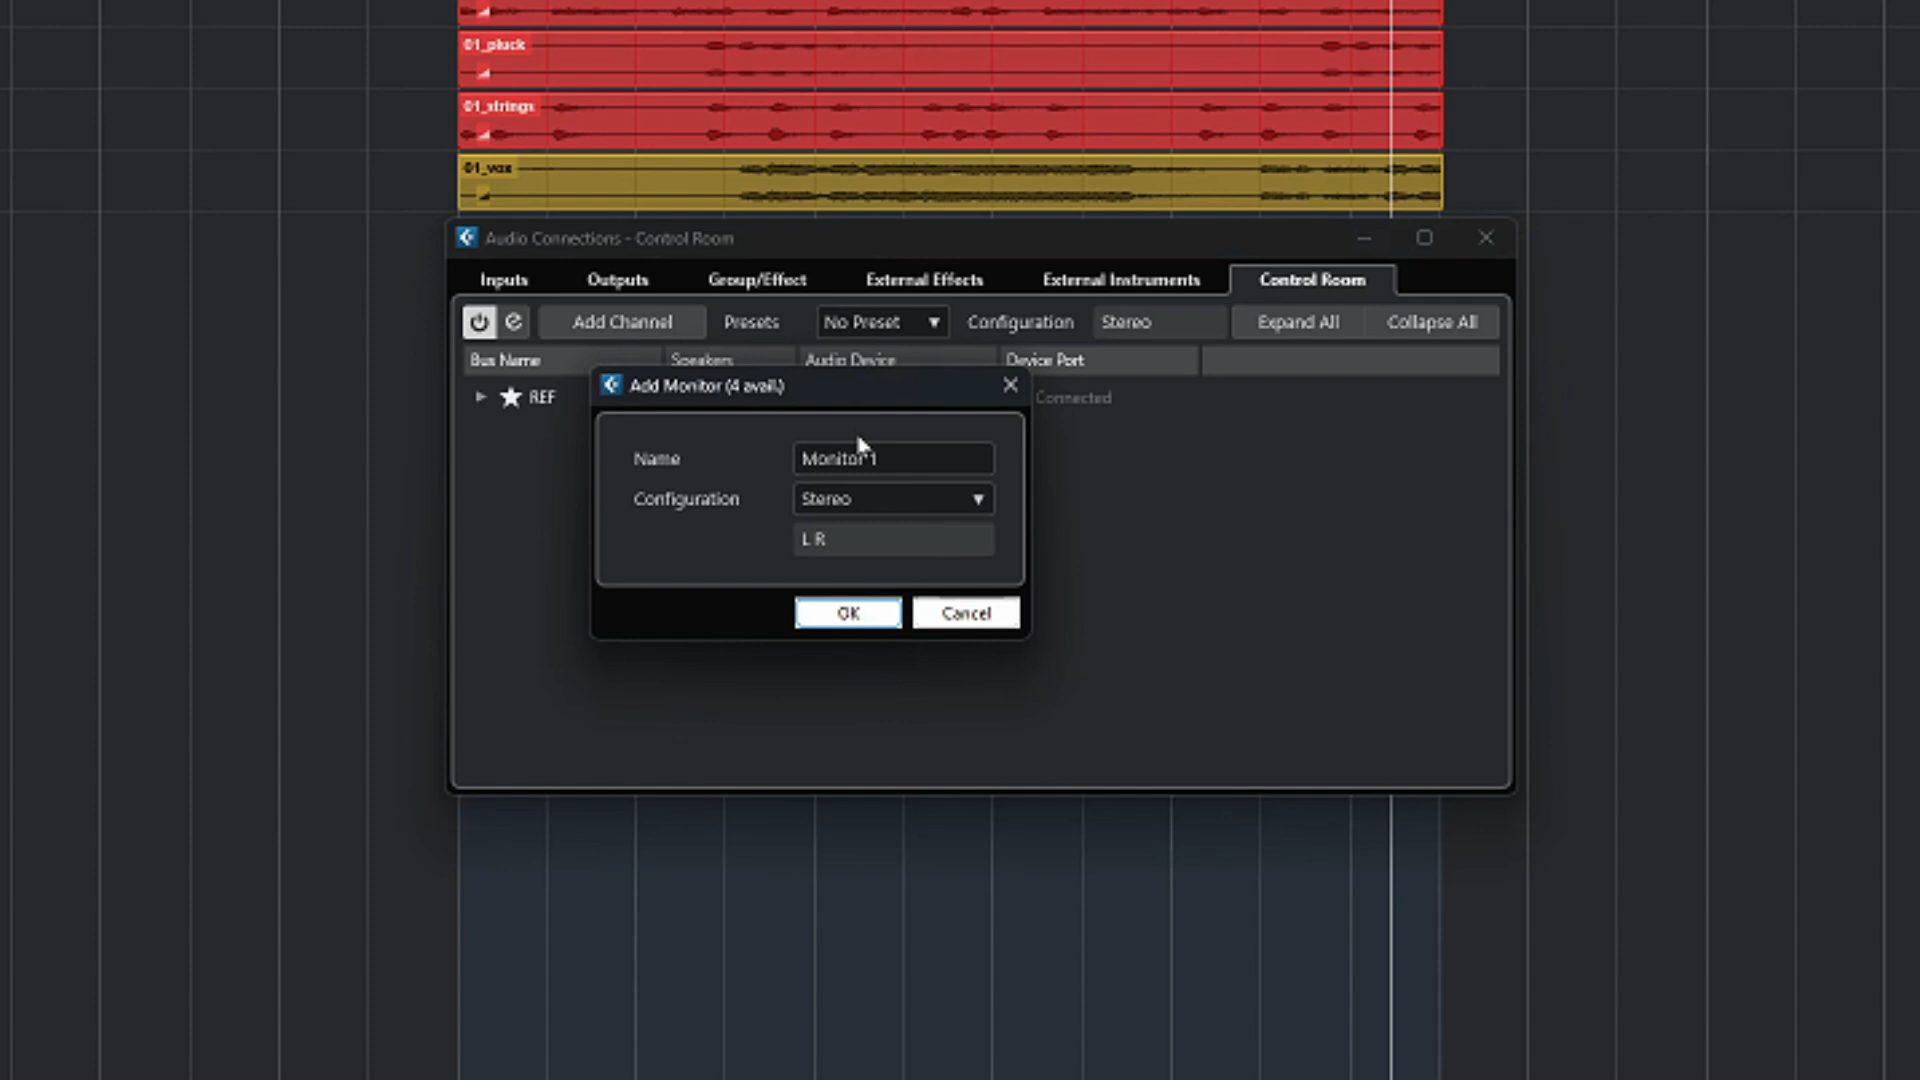 01_pluck
01_strings
01_vox
Audio Connections - Control Room
Inputs Outputs Group/Effect External Effects External Instruments Control Room
e Add Channel Presets No Preset Configuration Stereo Expand All Collapse All
Bus Name Speakers Audio Device Device Port
REF Connected
Add Monitor (4 avail.)
Name Monitor 1
Configuration Stereo
L R
OK Cancel